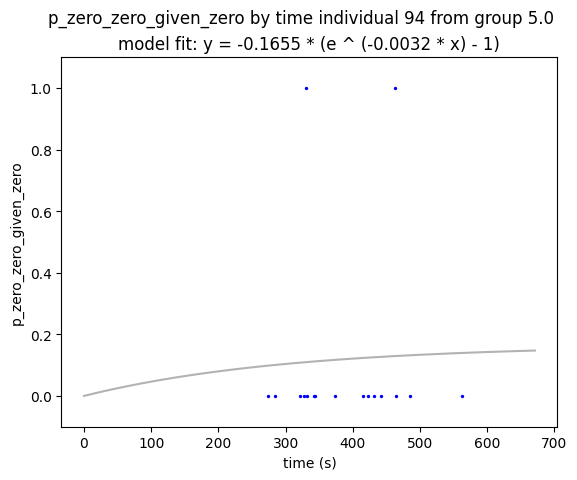 p_zero_zero_given_zero by time individual 94 from group 5.0
model fit: y = -0.1655 * (e ^ (-0.0032 * x) - 1)
p_zero_zero_given_zero
1.0
0.8
0.6
0.4
0.2
0.0
0 100 200 300 400 500 600 700
time (s)